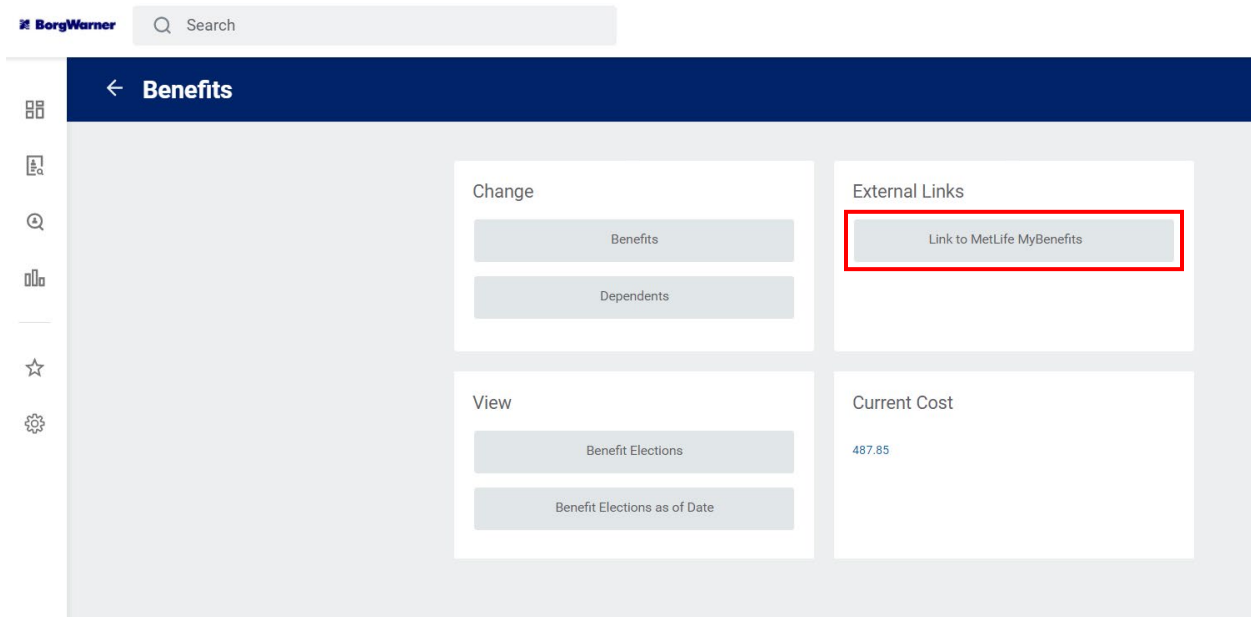 BorgWarner
Search
Benefits
Change
Benefits
Dependents
External Links
Link to MetLife MyBenefits
View
Benefit Elections
Benefit Elections as of Date
Current Cost
487.85